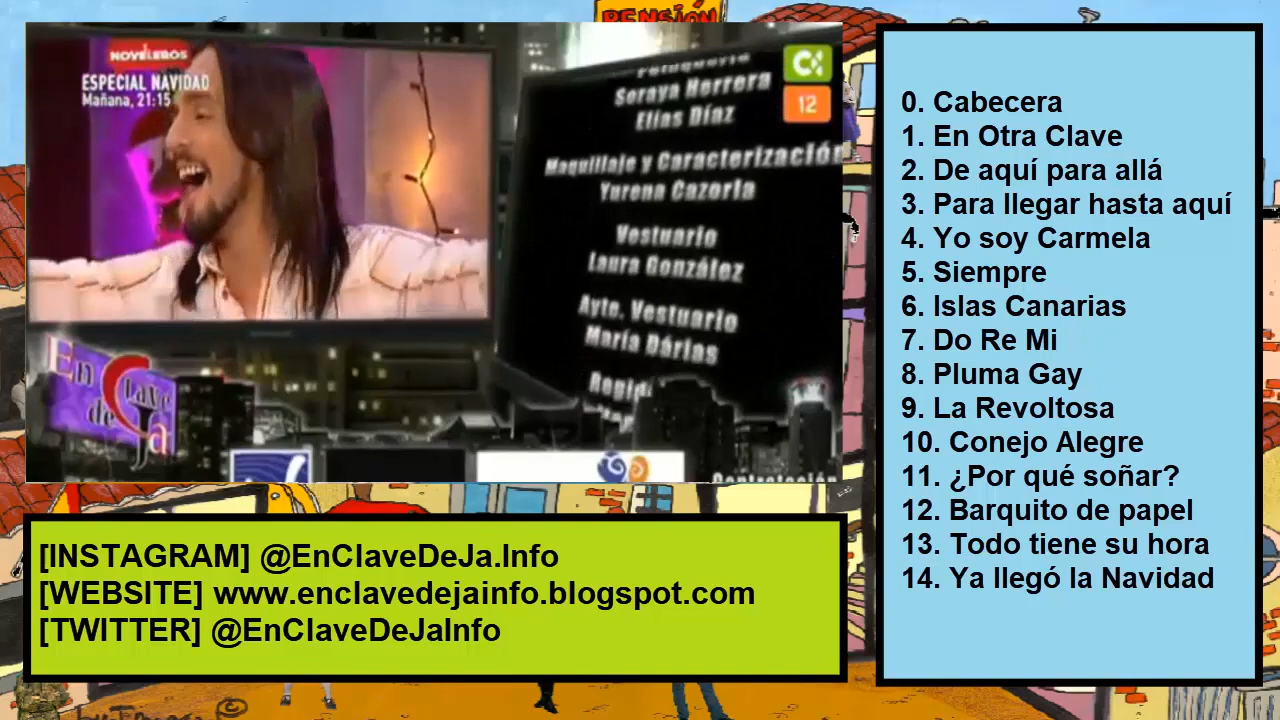 PENSIÓN
NOVELEROS
ESPECIAL NAVIDAD
Mañana, 21:15
12
Soraya Herrera
Elías Díaz
Maquillaje y Caracterización
Yurena Cazorla
Vestuario
Laura González
Ayte. Vestuario
María Dárias
En Clave de Ja
Contratación
[INSTAGRAM] @EnClaveDeJa.Info
[WEBSITE] www.enclavedejainfo.blogspot.com
[TWITTER] @EnClaveDeJaInfo
0. Cabecera
1. En Otra Clave
2. De aquí para allá
3. Para llegar hasta aquí
4. Yo soy Carmela
5. Siempre
6. Islas Canarias
7. Do Re Mi
8. Pluma Gay
9. La Revoltosa
10. Conejo Alegre
11. ¿Por qué soñar?
12. Barquito de papel
13. Todo tiene su hora
14. Ya llegó la Navidad